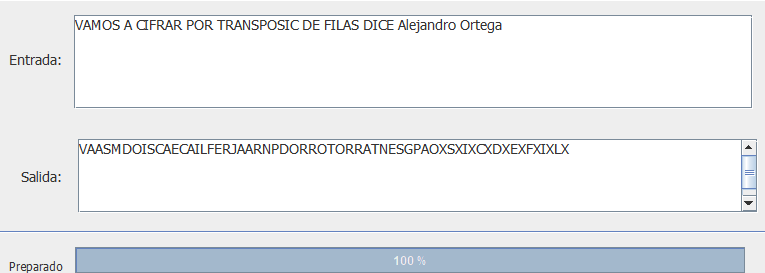 Entrada:
VAMOS A CIFRAR POR TRANSPOSIC DE FILAS DICE Alejandro Ortega
Salida:
VAASMDOISCAECAILFERJAARNPDORROTORRATNESGPAOXSXIXCXDXEXFXIXLX
Preparado
100 %